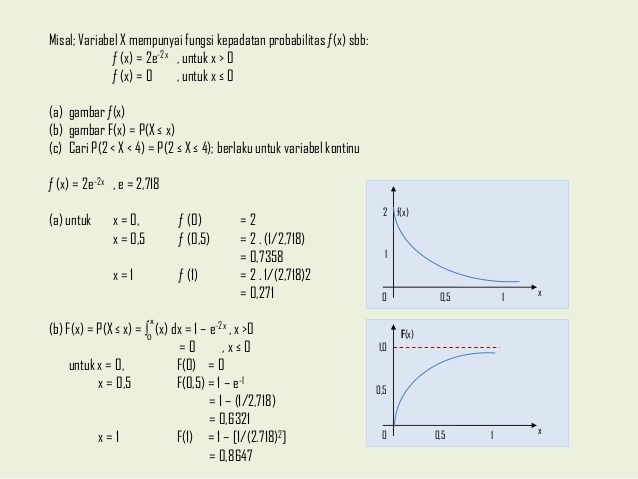 Misal; Variabel X mempunyai fungsi kepadatan probabilitas ƒ(x) sbb:
ƒ (x) = 2e⁻²ˣ , untuk x > 0
ƒ (x) = 0 , untuk x ≤ 0
(a) gambar ƒ(x)
(b) gambar F(x) = P(X ≤ x)
(c) Cari P(2 < X < 4) = P(2 ≤ X ≤ 4); berlaku untuk variabel kontinu
ƒ (x) = 2e⁻²ˣ , e = 2,718
(a) untuk x = 0, ƒ (0) = 2
x = 0,5 ƒ (0,5) = 2 . (1/2,718)
= 0,7358
x = 1 ƒ (1) = 2 . 1/(2,718)2
= 0,271
2 f(x)
1
0 0,5 1 x
(b) F(x) = P(X ≤ x) = ∫₀ˣ (x) dx = 1 – e⁻²ˣ , x >0
= 0 , x ≤ 0
untuk x = 0, F(0) = 0
x = 0,5 F(0,5) = 1 – e⁻¹
= 1 – (1/2,718)
= 0,6321
x = 1 F(1) = 1 – [1/(2.718)²]
= 0,8647
F(x)
1,0
0,5
0 0,5 1 x